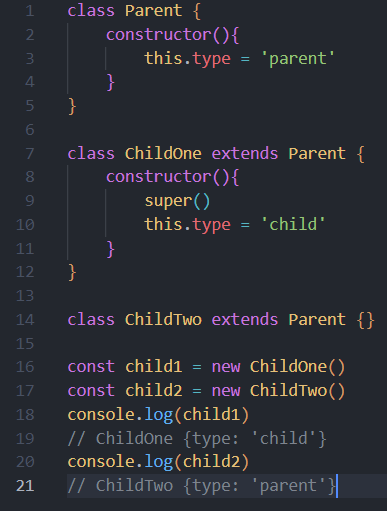 1 class Parent {
2     constructor(){
3         this.type = 'parent'
4     }
5 }
6
7 class ChildOne extends Parent {
8     constructor(){
9         super()
10         this.type = 'child'
11     }
12 }
13
14 class ChildTwo extends Parent {}
15
16 const child1 = new ChildOne()
17 const child2 = new ChildTwo()
18 console.log(child1)
19 // ChildOne {type: 'child'}
20 console.log(child2)
21 // ChildTwo {type: 'parent'}